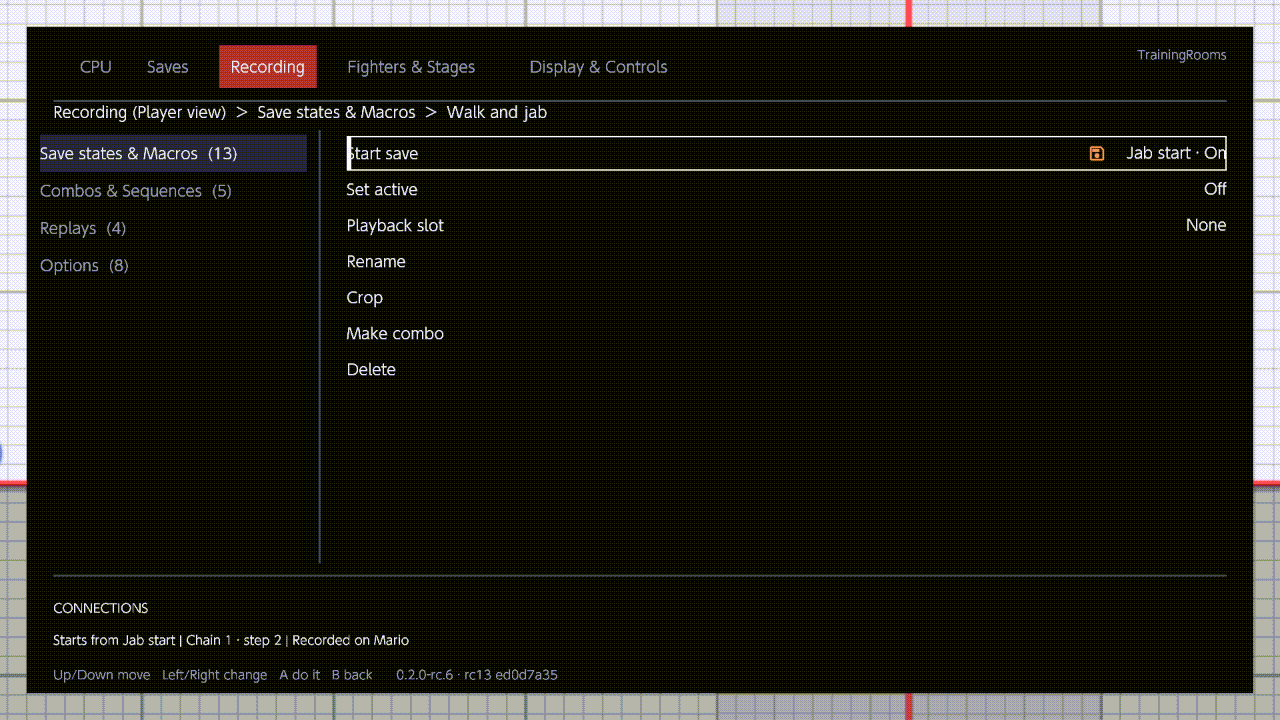 CPU Saves Recording Fighters & Stages Display & Controls TrainingRooms
Recording (Player view) > Save states & Macros > Walk and jab
Save states & Macros (13)
Combos & Sequences (5)
Replays (4)
Options (8)
Start save Jab start · On
Set active Off
Playback slot None
Rename
Crop
Make combo
Delete
CONNECTIONS
Starts from Jab start | Chain 1 · step 2 | Recorded on Mario
Up/Down move Left/Right change A do it B back 0.2.0-rc.6 · rc13 ed0d7a35